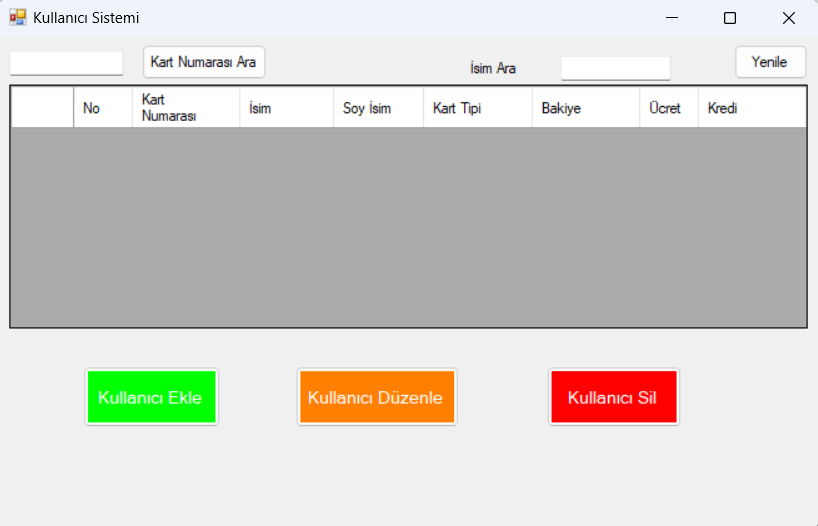 Kullanıcı Sistemi
Kart Numarası Ara
İsim Ara
Yenile
No
Kart
Numarası
İsim
Soy İsim
Kart Tipi
Bakiye
Ücret
Kredi
Kullanıcı Ekle
Kullanıcı Düzenle
Kullanıcı Sil